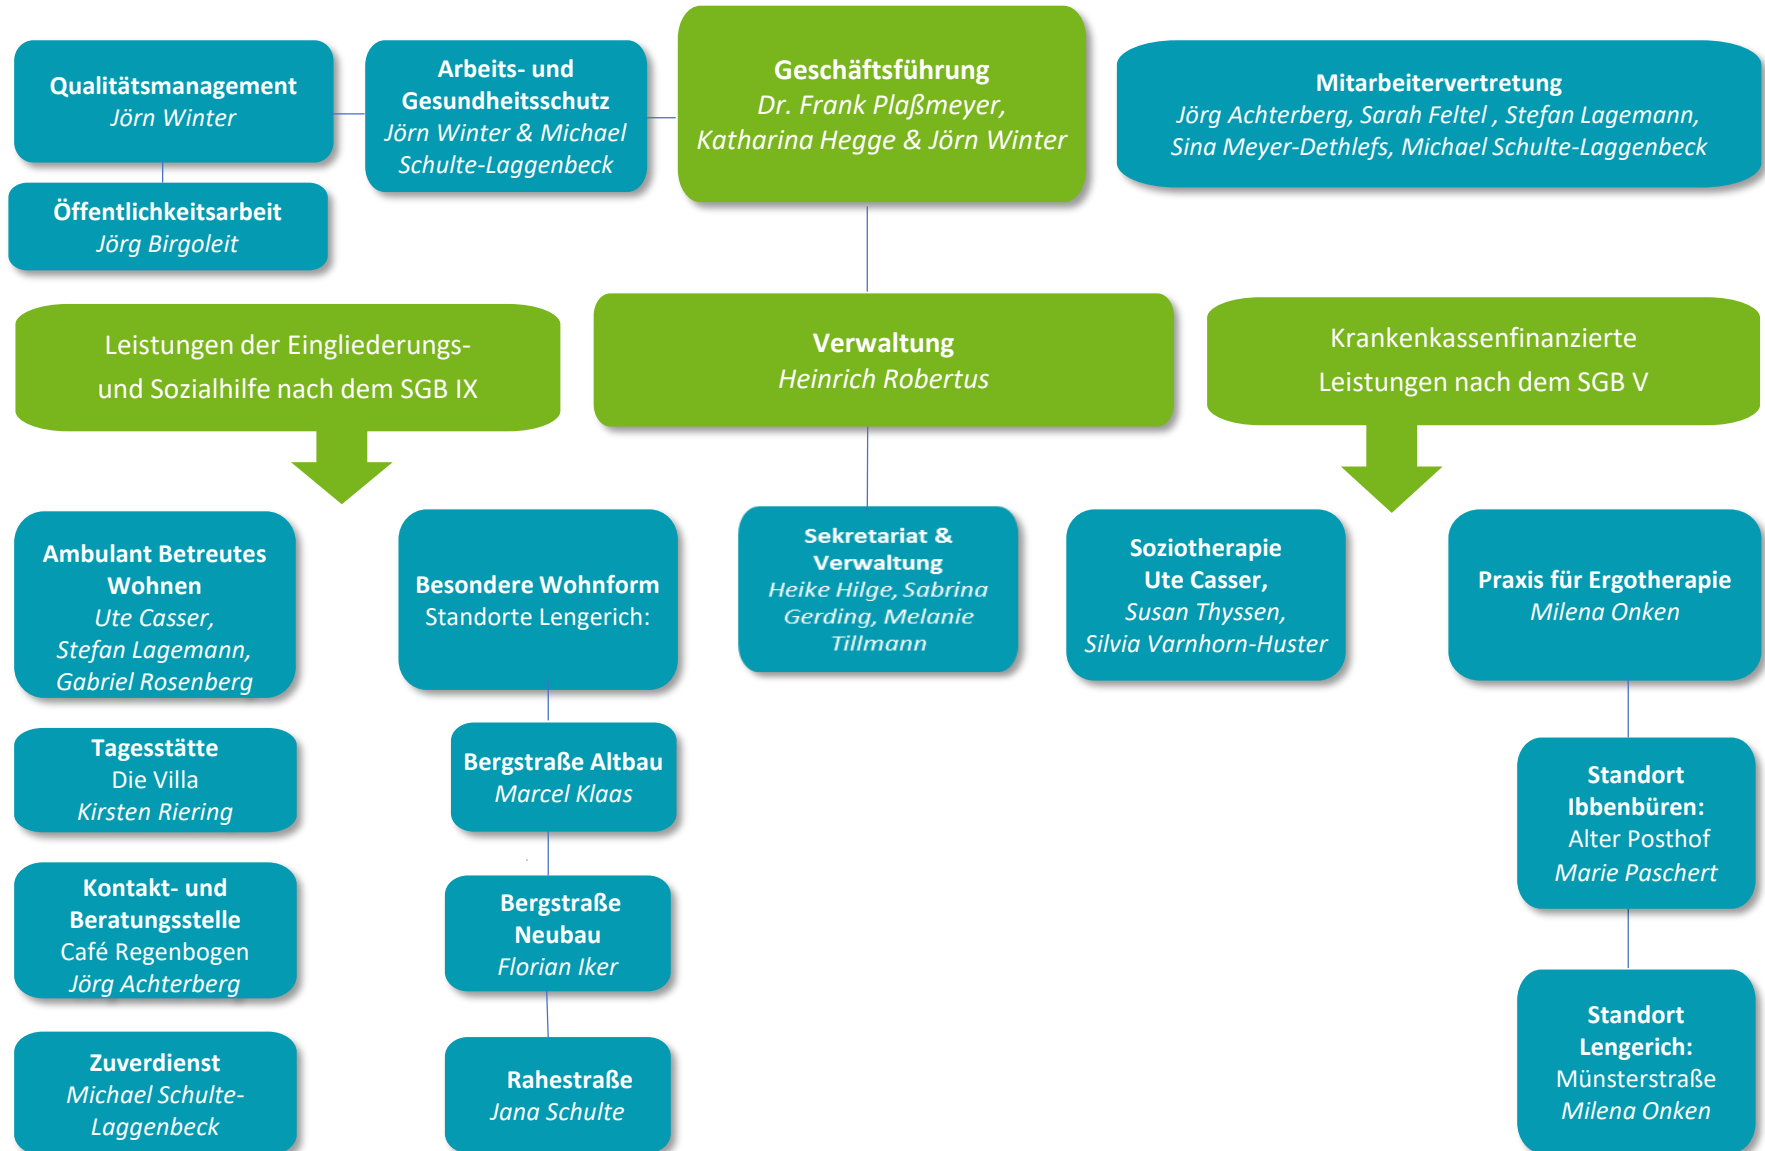 Qualitätsmanagement
Jörn Winter
Arbeits- und
Gesundheitsschutz
Jörn Winter & Michael
Schulte-Laggenbeck
Geschäftsführung
Dr. Frank Plaßmeyer,
Katharina Hegge & Jörn Winter
Mitarbeitervertretung
Jörg Achterberg, Sarah Feltel , Stefan Lagemann,
Sina Meyer-Dethlefs, Michael Schulte-Laggenbeck
Öffentlichkeitsarbeit
Jörg Birgoleit
Leistungen der Eingliederungs-
und Sozialhilfe nach dem SGB IX
Verwaltung
Heinrich Robertus
Krankenkassenfinanzierte
Leistungen nach dem SGB V
Ambulant Betreutes
Wohnen
Ute Casser,
Stefan Lagemann,
Gabriel Rosenberg
Besondere Wohnform
Standorte Lengerich:
Sekretariat &
Verwaltung
Heike Hilge, Sabrina
Gerding, Melanie
Tillmann
Soziotherapie
Ute Casser,
Susan Thyssen,
Silvia Varnhorn-Huster
Praxis für Ergotherapie
Milena Onken
Tagesstätte
Die Villa
Kirsten Riering
Bergstraße Altbau
Marcel Klaas
Standort
Ibbenbüren:
Alter Posthof
Marie Paschert
Kontakt- und
Beratungsstelle
Café Regenbogen
Jörg Achterberg
Bergstraße
Neubau
Florian Iker
Standort
Lengerich:
Münsterstraße
Milena Onken
Zuverdienst
Michael Schulte-
Laggenbeck
Rahestraße
Jana Schulte